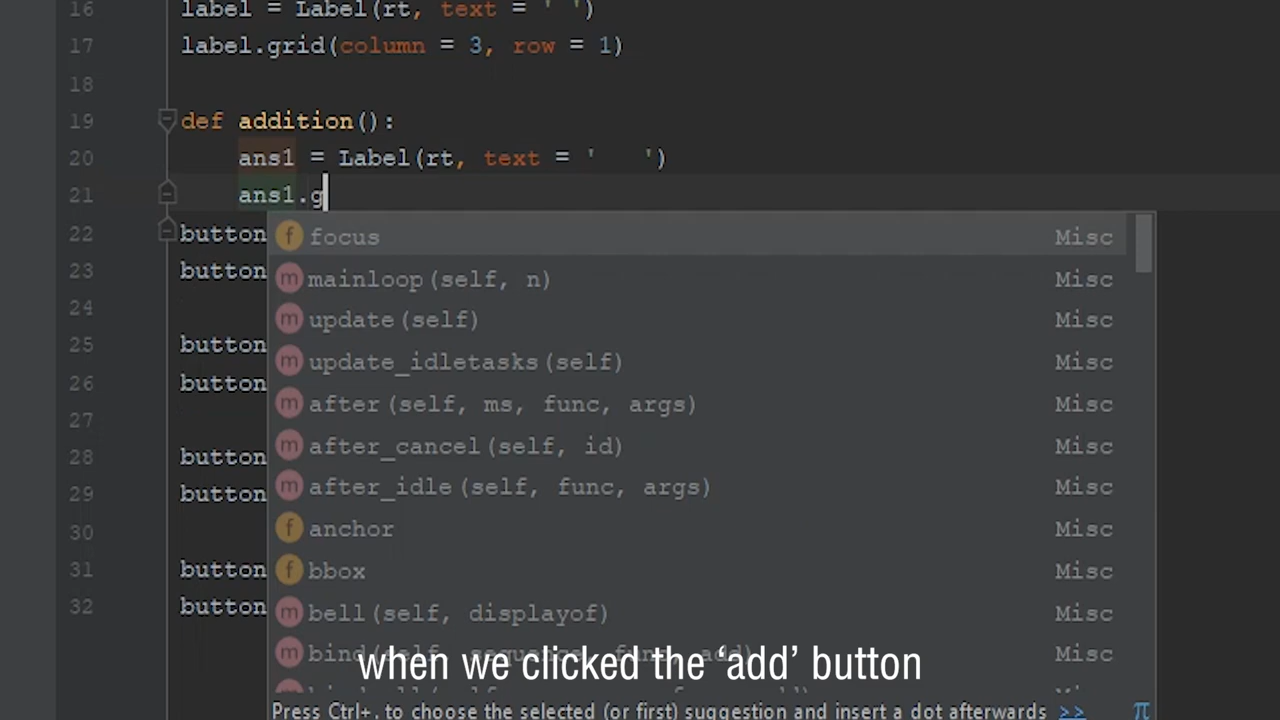 16 label = Label(rt, text = ' ')
17 label.grid(column = 3, row = 1)
18
19 def addition():
20 ans1 = Label(rt, text = '   ')
21 ans1.g
22 button
focus Misc
23 button
mainloop(self, n) Misc
24
update(self) Misc
25 button
update_idletasks(self) Misc
26 button
after(self, ms, func, args) Misc
27
after_cancel(self, id) Misc
28 button
29 button
after_idle(self, func, args) Misc
30
anchor Misc
31 button
bbox Misc
32 button
bell(self, displayof) Misc
bind(self, sequence, func, add) Misc
when we clicked the ‘add’ button
Press Ctrl+. to choose the selected (or first) suggestion and insert a dot afterwards >> π